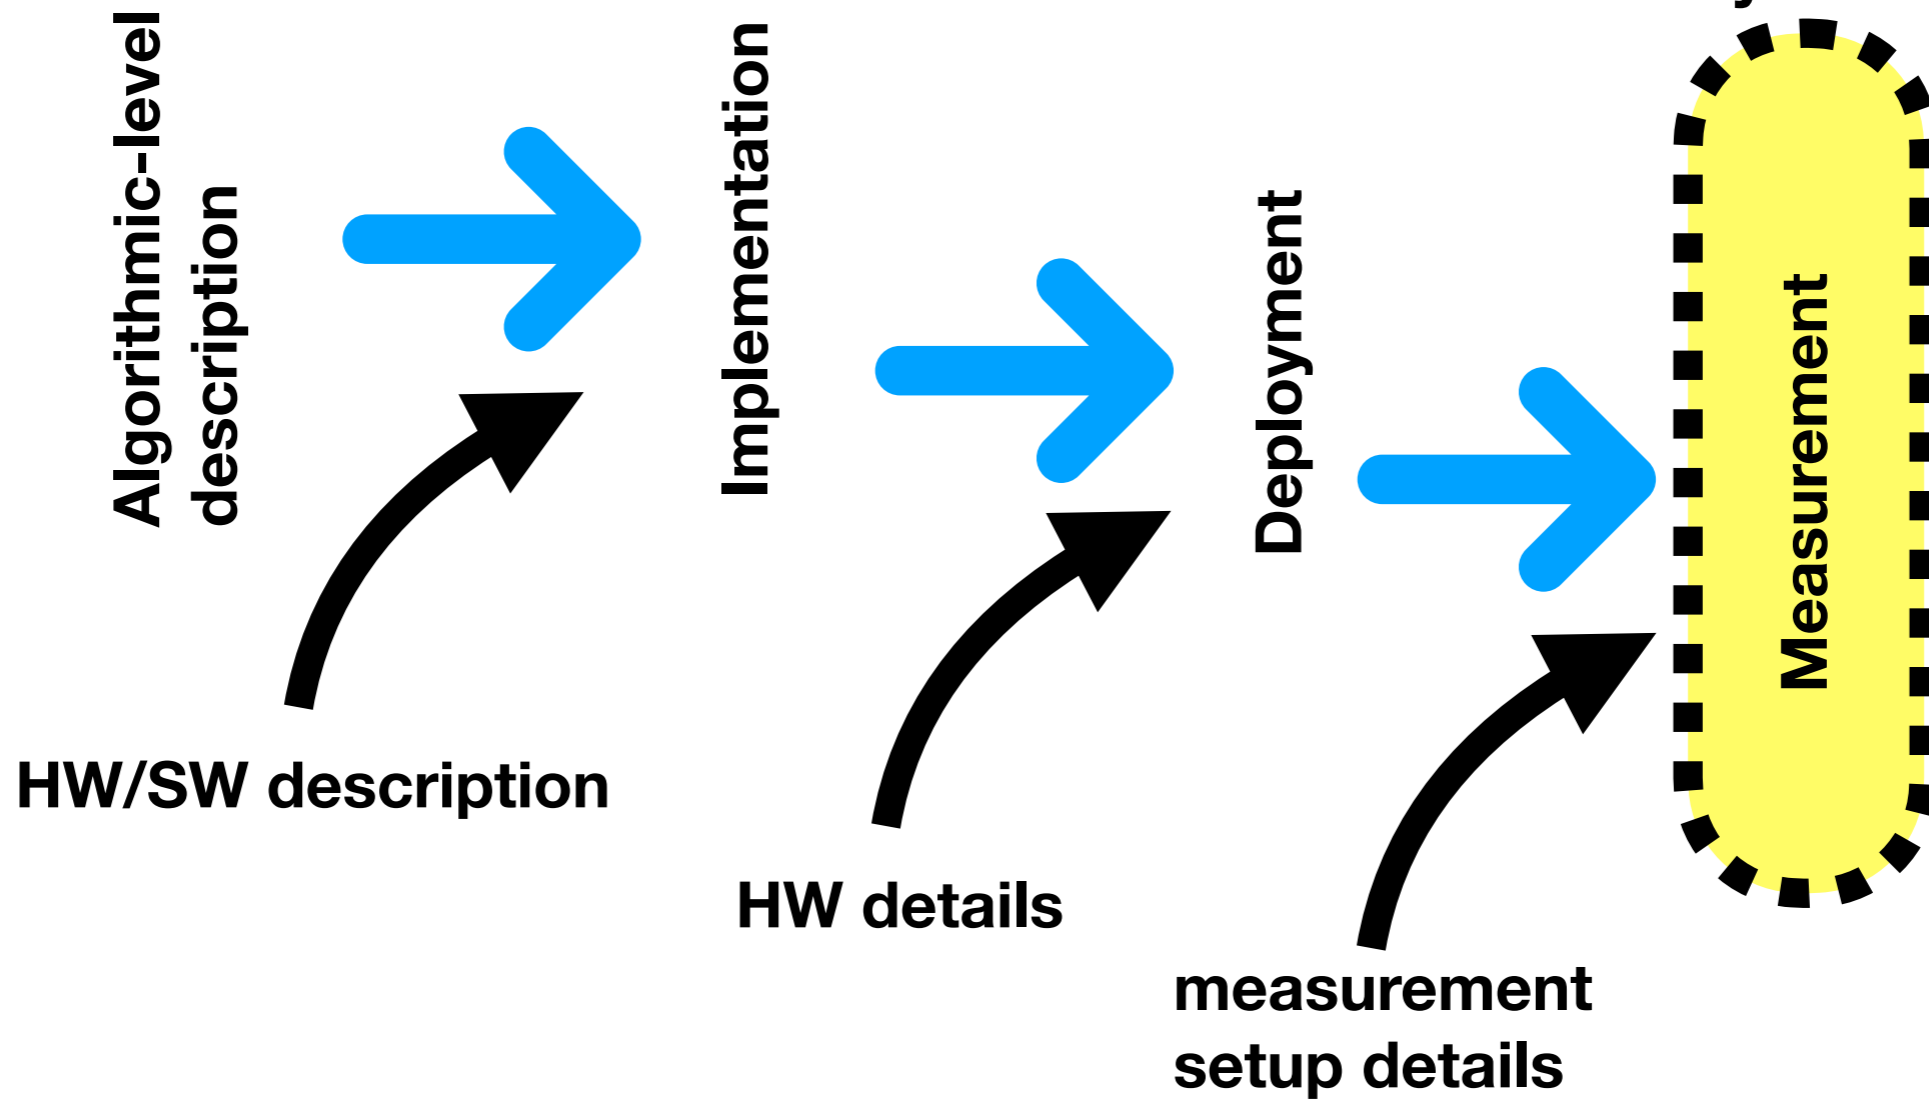 Algorithmic-level
description
Implementation
Deployment
Measurement
HW/SW description
HW details
measurement
setup details